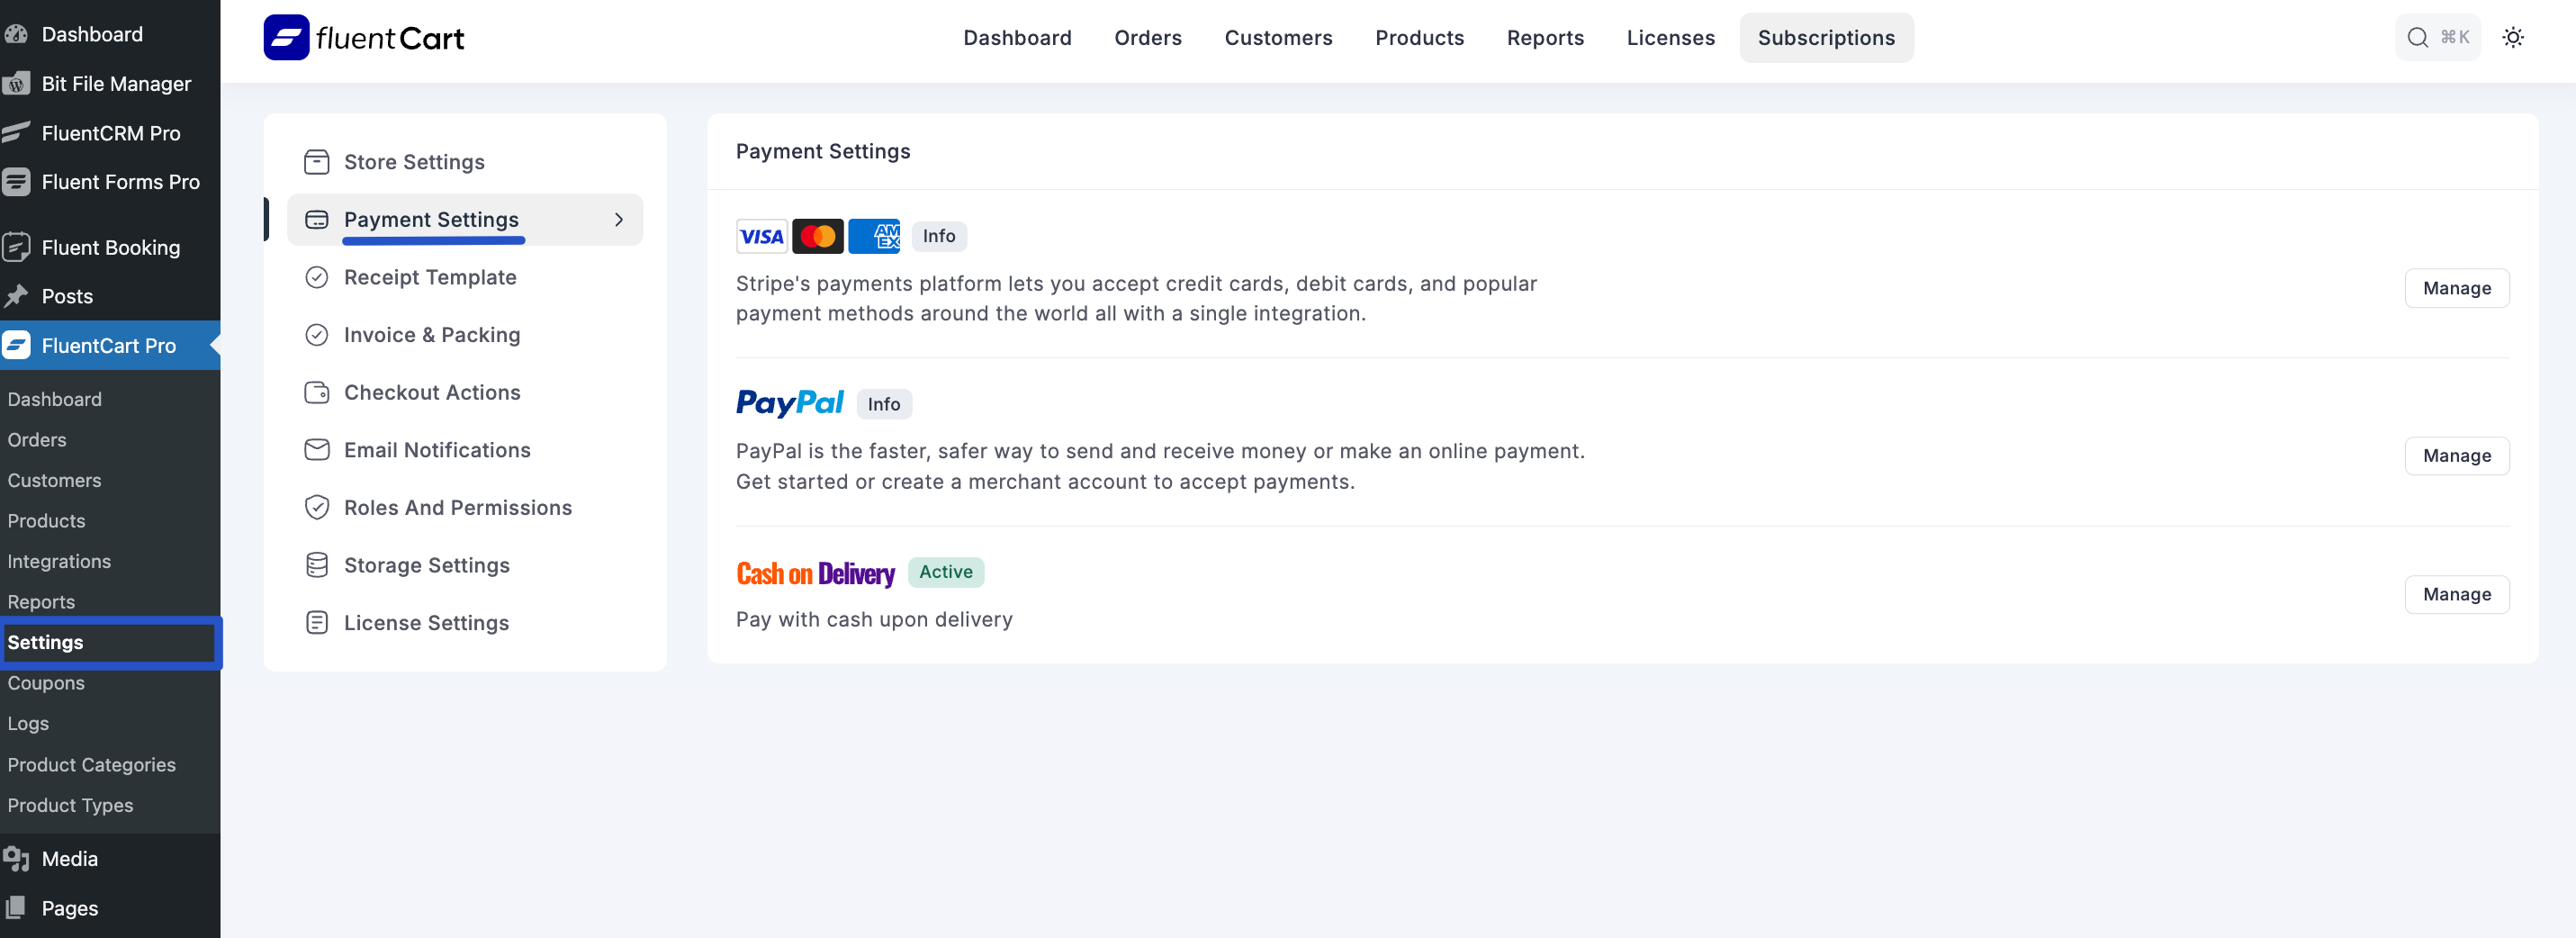 Dashboard
Bit File Manager
FluentCRM Pro
Fluent Forms Pro
Fluent Booking
Posts
FluentCart Pro
Dashboard
Orders
Customers
Products
Integrations
Reports
Settings
Coupons
Logs
Product Categories
Product Types
Media
Pages
fluentCart
Dashboard Orders Customers Products Reports Licenses Subscriptions
⌘K
Store Settings
Payment Settings
Receipt Template
Invoice & Packing
Checkout Actions
Email Notifications
Roles And Permissions
Storage Settings
License Settings
Payment Settings
VISA AMEX Info
Stripe's payments platform lets you accept credit cards, debit cards, and popular
payment methods around the world all with a single integration.
Manage
PayPal Info
PayPal is the faster, safer way to send and receive money or make an online payment.
Get started or create a merchant account to accept payments.
Manage
Cash on Delivery Active
Pay with cash upon delivery
Manage